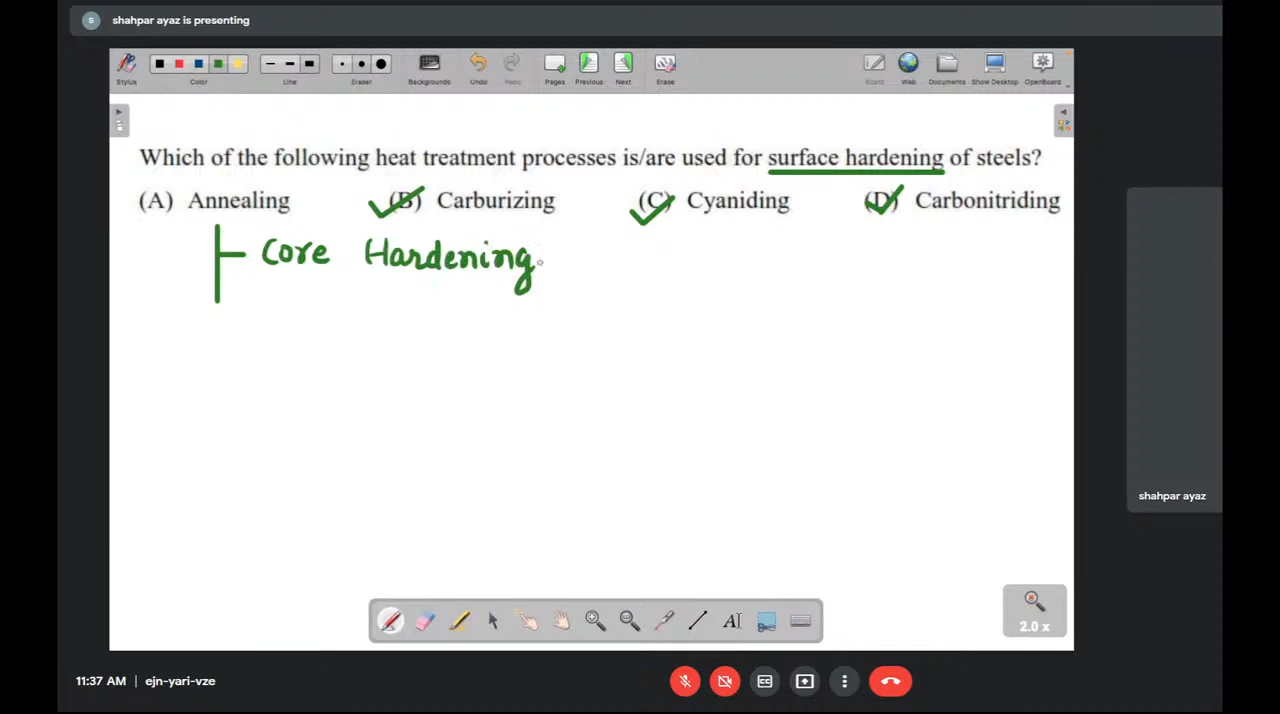 s shahpar ayaz is presenting
Stylus Color Line Eraser Backgrounds Undo Redo Pages Previous Next Erase Board Web Documents Show Desktop OpenBoard
Which of the following heat treatment processes is/are used for surface hardening of steels?
(A) Annealing (B) Carburizing (C) Cyaniding (D) Carbonitriding
Core Hardening
shahpar ayaz
A
2.0 x
11:37 AM | ejn-yari-vze
CC